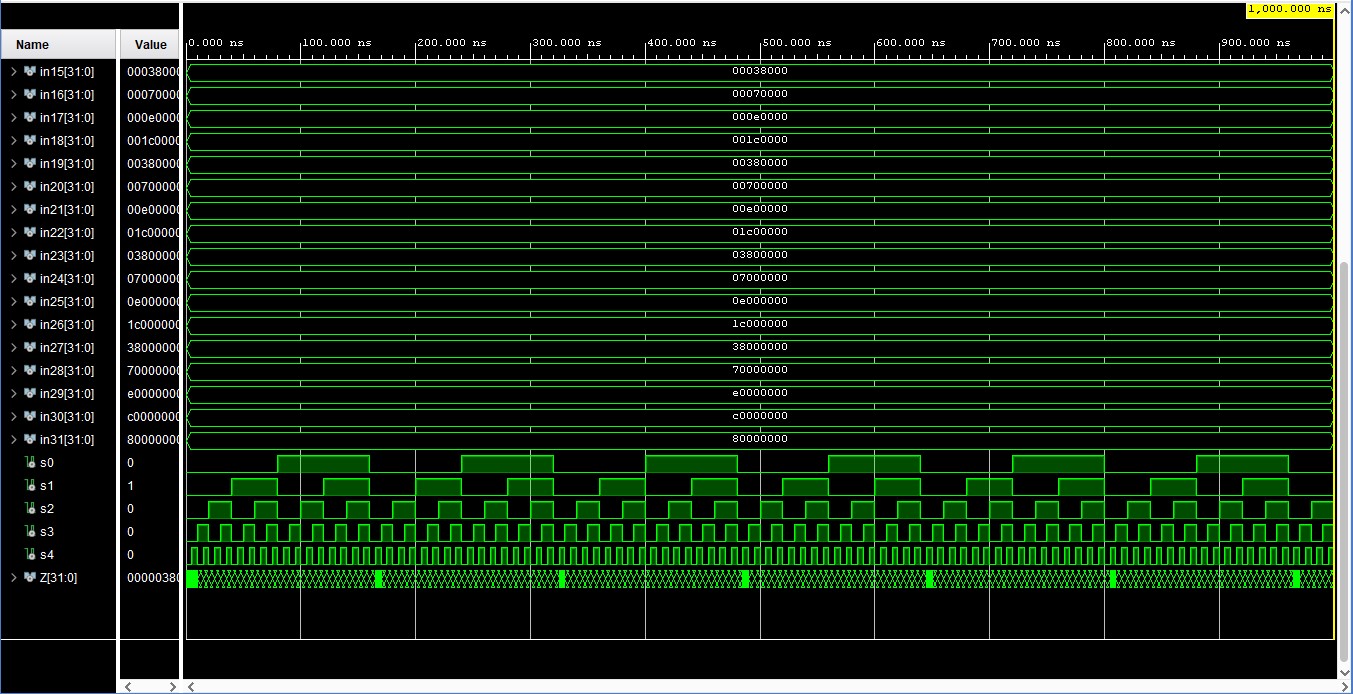 1,000.000 ns
Name Value 0.000 ns 100.000 ns 200.000 ns 300.000 ns 400.000 ns 500.000 ns 600.000 ns 700.000 ns 800.000 ns 900.000 ns
in15[31:0] 00038000 00038000
in16[31:0] 00070000 00070000
in17[31:0] 000e0000 000e0000
in18[31:0] 001c0000 001c0000
in19[31:0] 00380000 00380000
in20[31:0] 00700000 00700000
in21[31:0] 00e00000 00e00000
in22[31:0] 01c00000 01c00000
in23[31:0] 03800000 03800000
in24[31:0] 07000000 07000000
in25[31:0] 0e000000 0e000000
in26[31:0] 1c000000 1c000000
in27[31:0] 38000000 38000000
in28[31:0] 70000000 70000000
in29[31:0] e0000000 e0000000
in30[31:0] c0000000 c0000000
in31[31:0] 80000000 80000000
s0 0
s1 1
s2 0
s3 0
s4 0
Z[31:0] 00000380